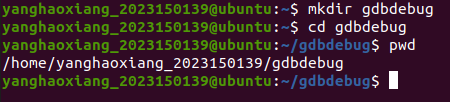 yanghaoxiang_2023150139@ubuntu:~$ mkdir gdbdebug
yanghaoxiang_2023150139@ubuntu:~$ cd gdbdebug
yanghaoxiang_2023150139@ubuntu:~/gdbdebug$ pwd
/home/yanghaoxiang_2023150139/gdbdebug
yanghaoxiang_2023150139@ubuntu:~/gdbdebug$